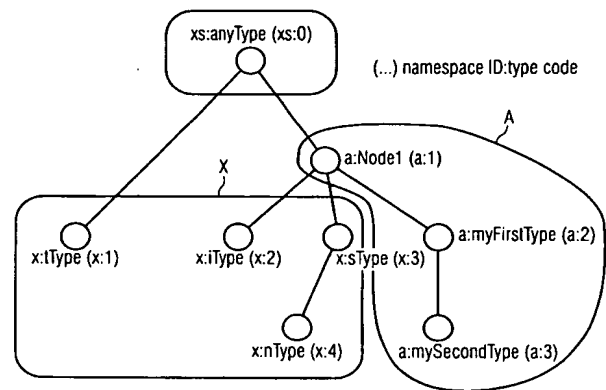 xs:anyType (xs:0)
(...) namespace ID:type code
A
a:Node1 (a:1)
X
x:tType (x:1)
x:iType (x:2)
x:sType (x:3)
a:myFirstType (a:2)
x:nType (x:4)
a:mySecondType (a:3)